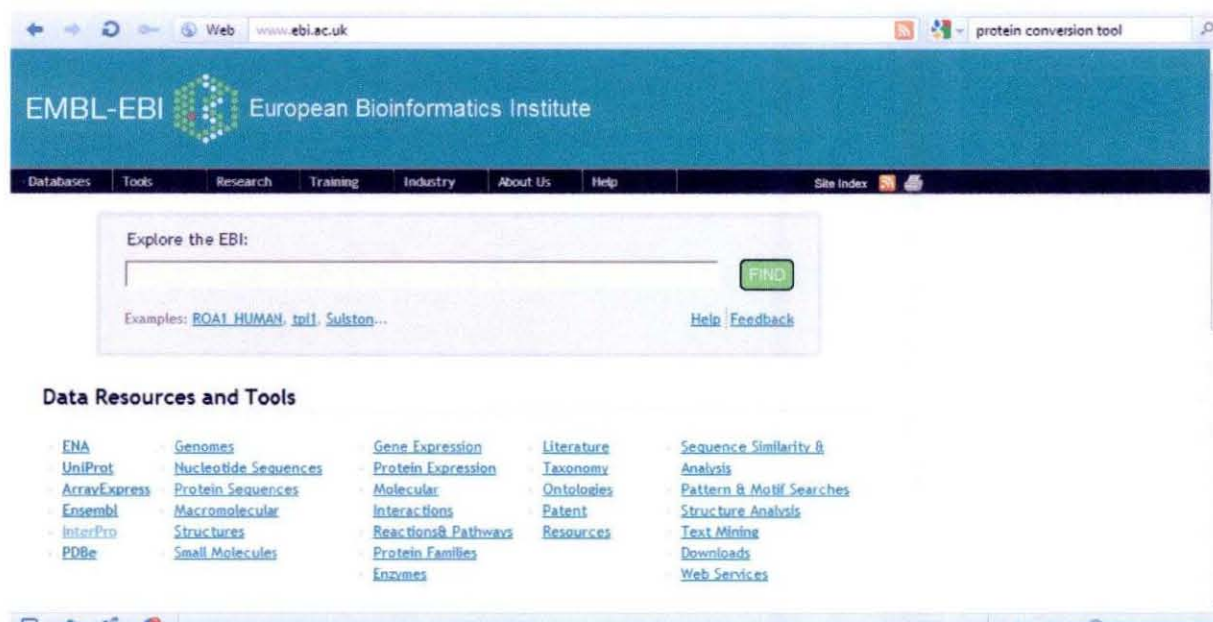 Web www.ebi.ac.uk protein conversion tool
EMBL-EBI European Bioinformatics Institute
Databases Tools Research Training Industry About Us Help Site Index
Explore the EBI:
FIND
Examples: ROA1_HUMAN, tpi1, Sulston...
Help Feedback
Data Resources and Tools
ENA
UniProt
ArrayExpress
Ensembl
InterPro
PDBe
Genomes
Nucleotide Sequences
Protein Sequences
Macromolecular
Structures
Small Molecules
Gene Expression
Protein Expression
Molecular
Interactions
Reactions& Pathways
Protein Families
Enzymes
Literature
Taxonomy
Ontologies
Patent
Resources
Sequence Similarity &
Analysis
Pattern & Motif Searches
Structure Analysis
Text Mining
Downloads
Web Services